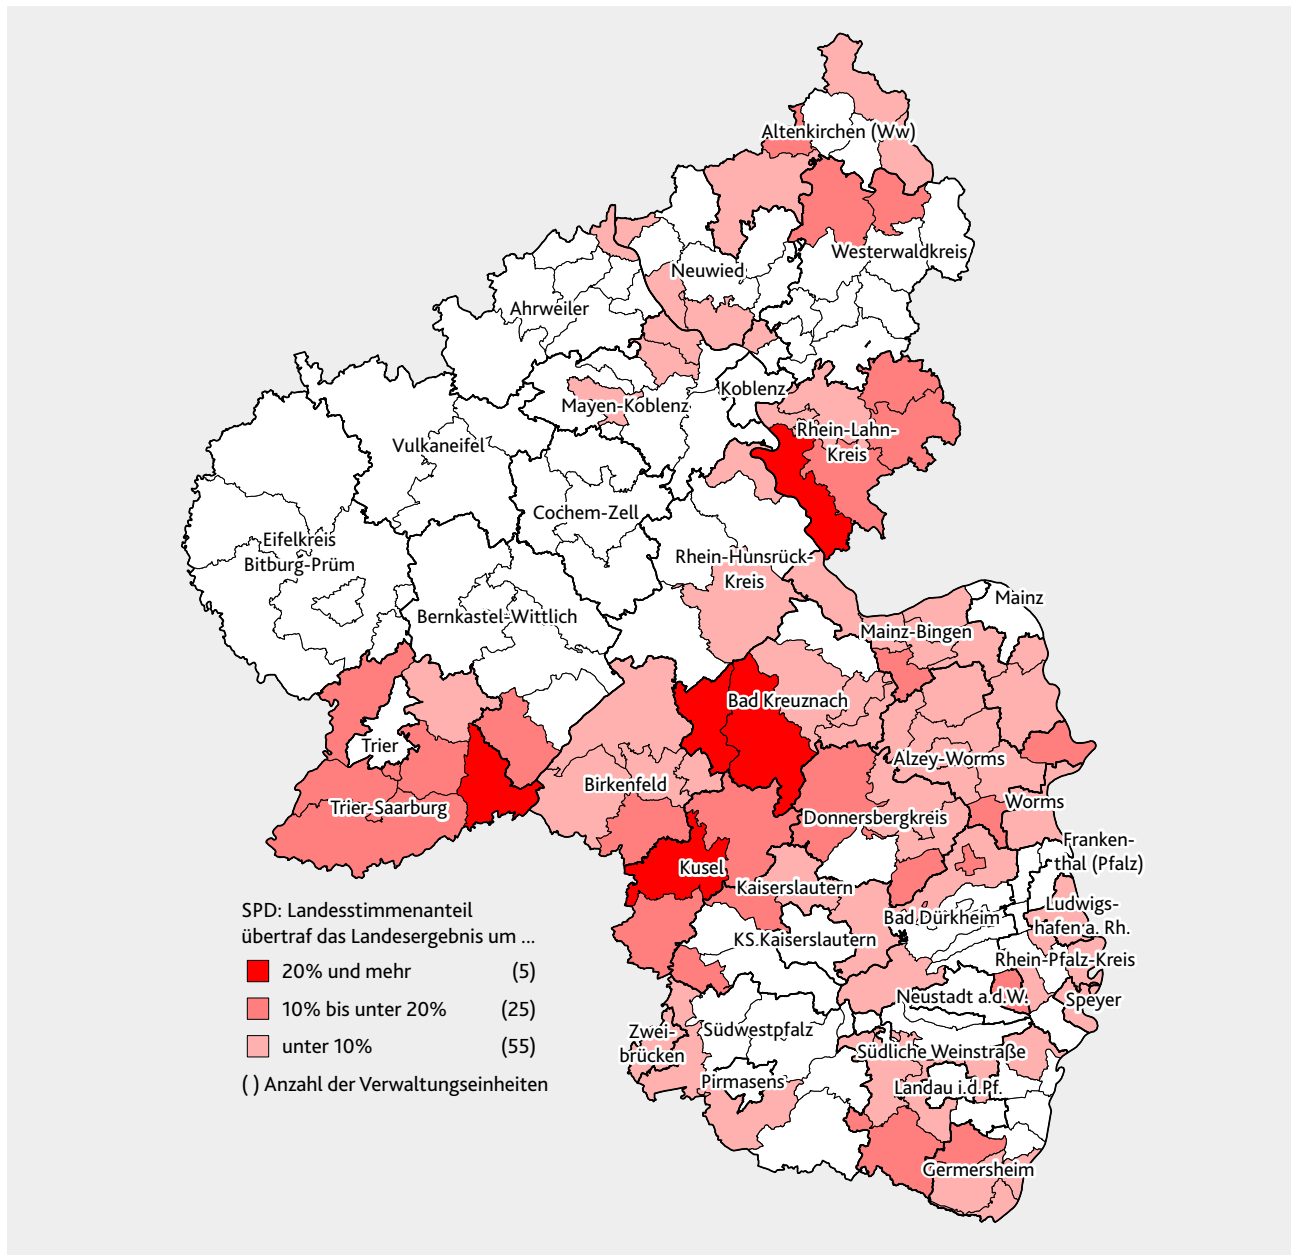 Altenkirchen (Ww)
Westerwaldkreis
Neuwied
Ahrweiler
Koblenz
Mayen-Koblenz
Rhein-Lahn-
Kreis
Vulkaneifel
Cochem-Zell
Eifelkreis
Bitburg-Prüm
Rhein-Hunsrück-
Kreis
Mainz
Bernkastel-Wittlich
Mainz-Bingen
Bad Kreuznach
Trier
Alzey-Worms
Birkenfeld
Worms
Trier-Saarburg
Donnersbergkreis
Franken-
thal (Pfalz)
Kusel
Kaiserslautern
Ludwigs-
hafen a. Rh.
Bad Dürkheim
KS.Kaiserslautern
Rhein-Pfalz-Kreis
Neustadt a.d.W.
Speyer
Zwei-
brücken
Südwestpfalz
Südliche Weinstraße
Pirmasens
Landau i.d.Pf.
Germersheim
SPD: Landesstimmenanteil
übertraf das Landesergebnis um ...
20% und mehr (5)
10% bis unter 20% (25)
unter 10% (55)
( ) Anzahl der Verwaltungseinheiten